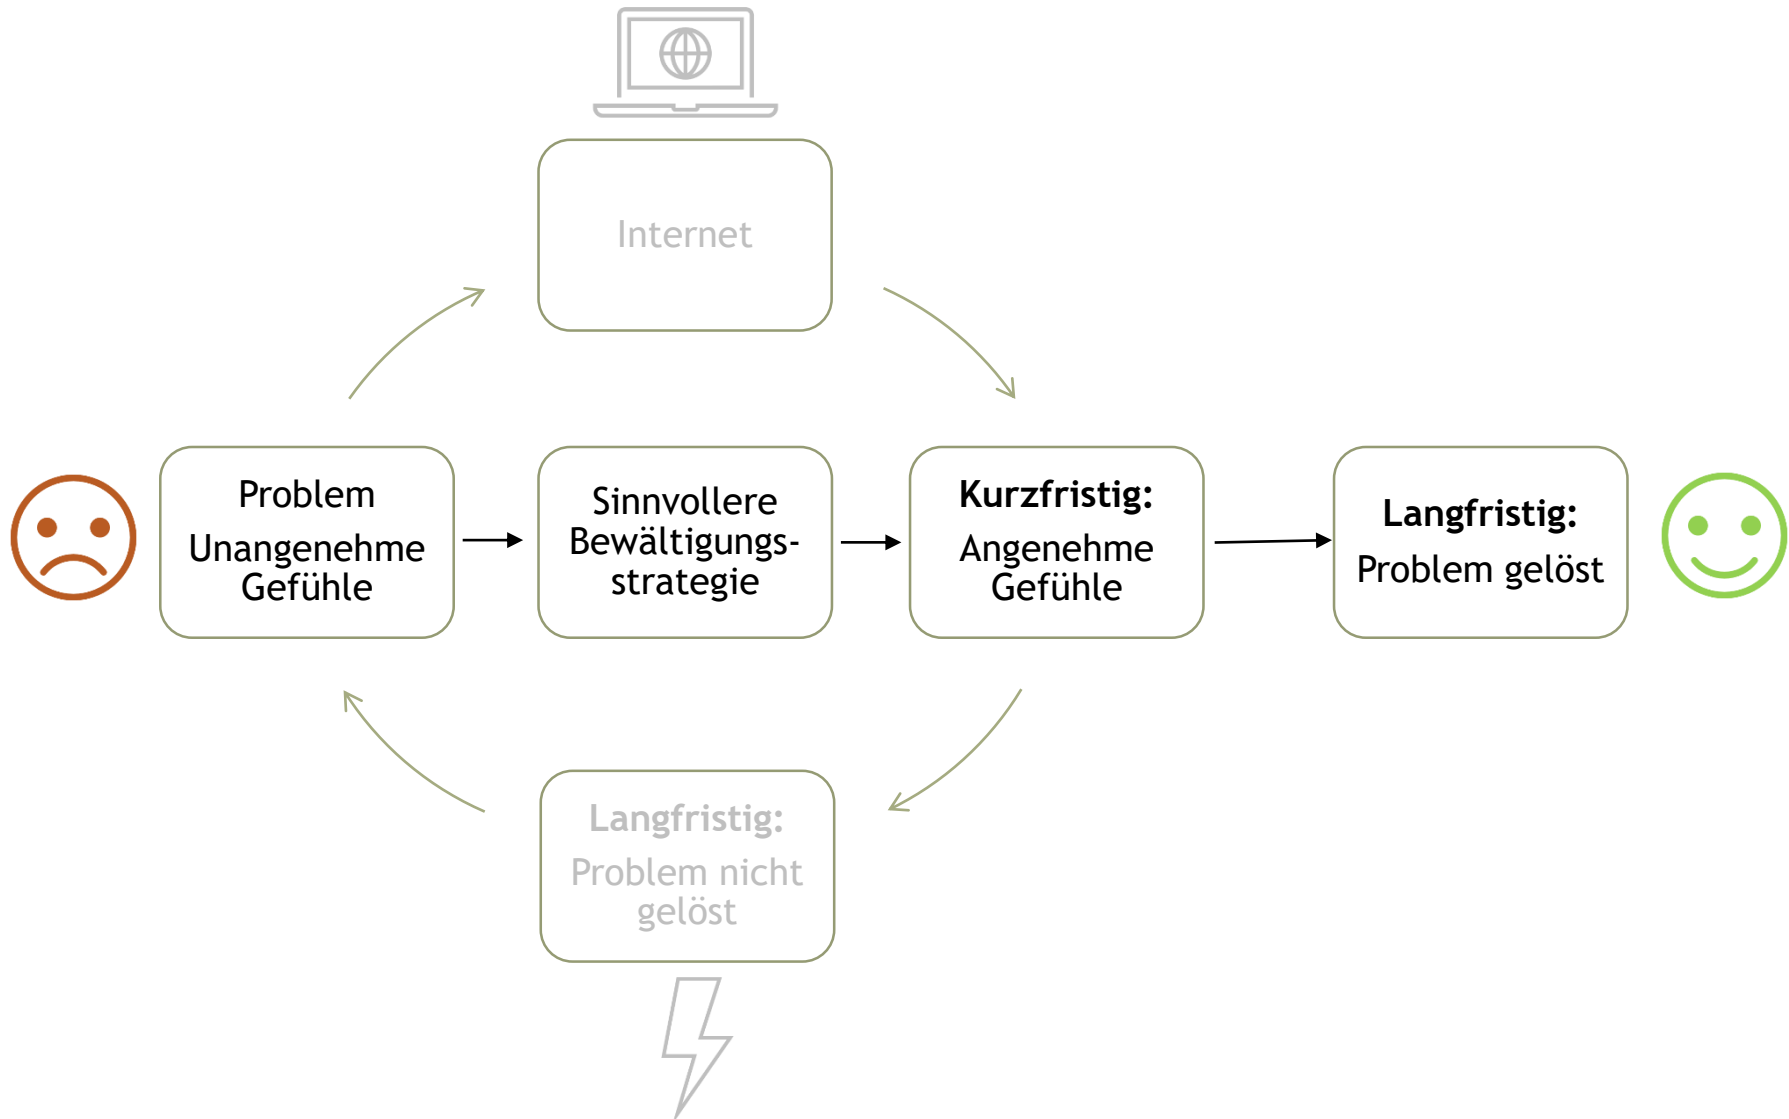 Internet
Problem
Unangenehme
Gefühle
Sinnvollere
Bewältigungs-
strategie
Kurzfristig:
Angenehme
Gefühle
Langfristig:
Problem gelöst
Langfristig:
Problem nicht
gelöst